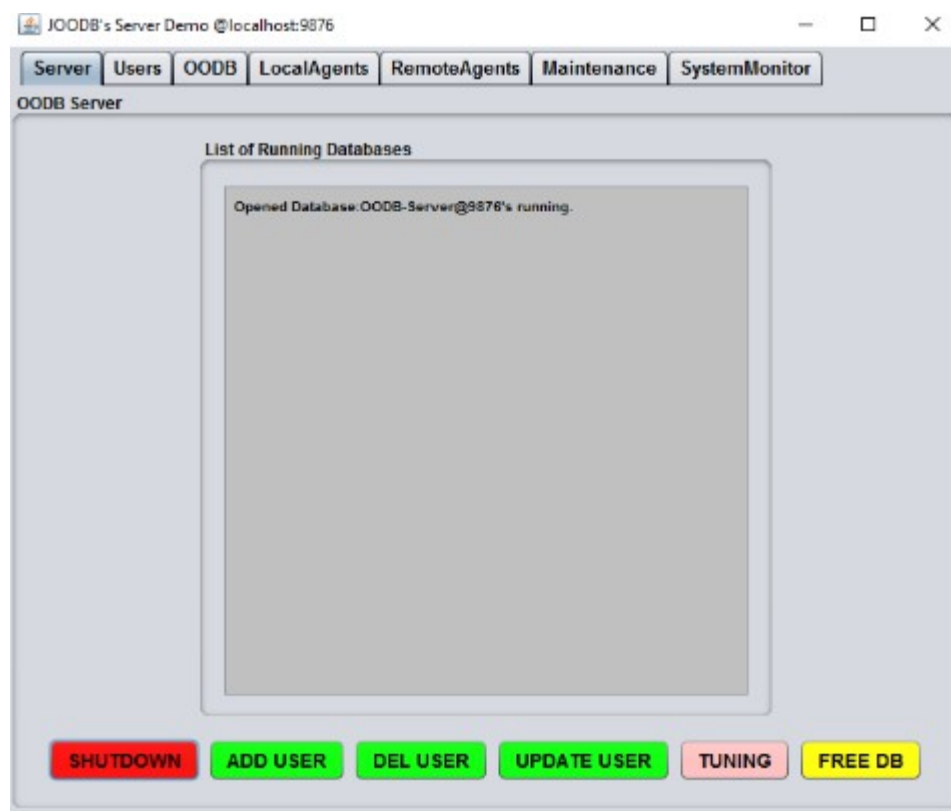 JOODB's Server Demo @localhost:9876
Server Users OODB LocalAgents RemoteAgents Maintenance SystemMonitor
OODB Server
List of Running Databases
Opened Database:OODB-Server@9876's running.
SHUTDOWN ADD USER DEL USER UPDATE USER TUNING FREE DB